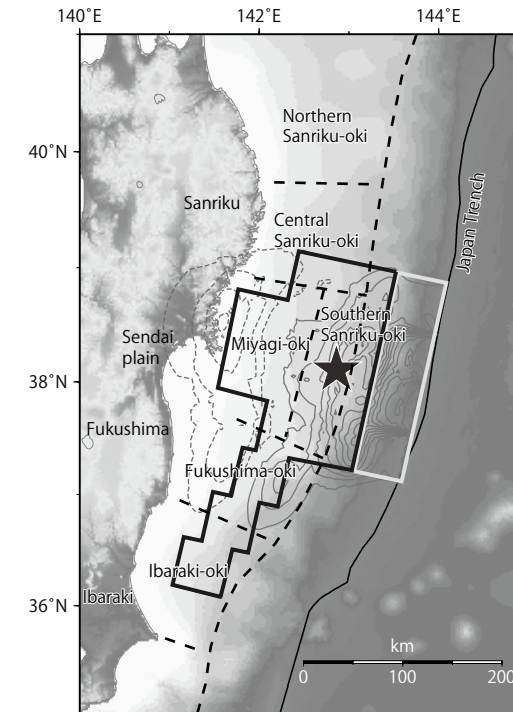 140˚E
142˚E
144˚E
Northern
Sanriku-oki
40˚N
Japan Trench
Sanriku
Central
Sanriku-oki
Southern
Sanriku-oki
Sendai
plain
Miyagi-oki
38˚N
Fukushima
Fukushima-oki
Ibaraki-oki
Ibaraki
36˚N
km
0
100
200